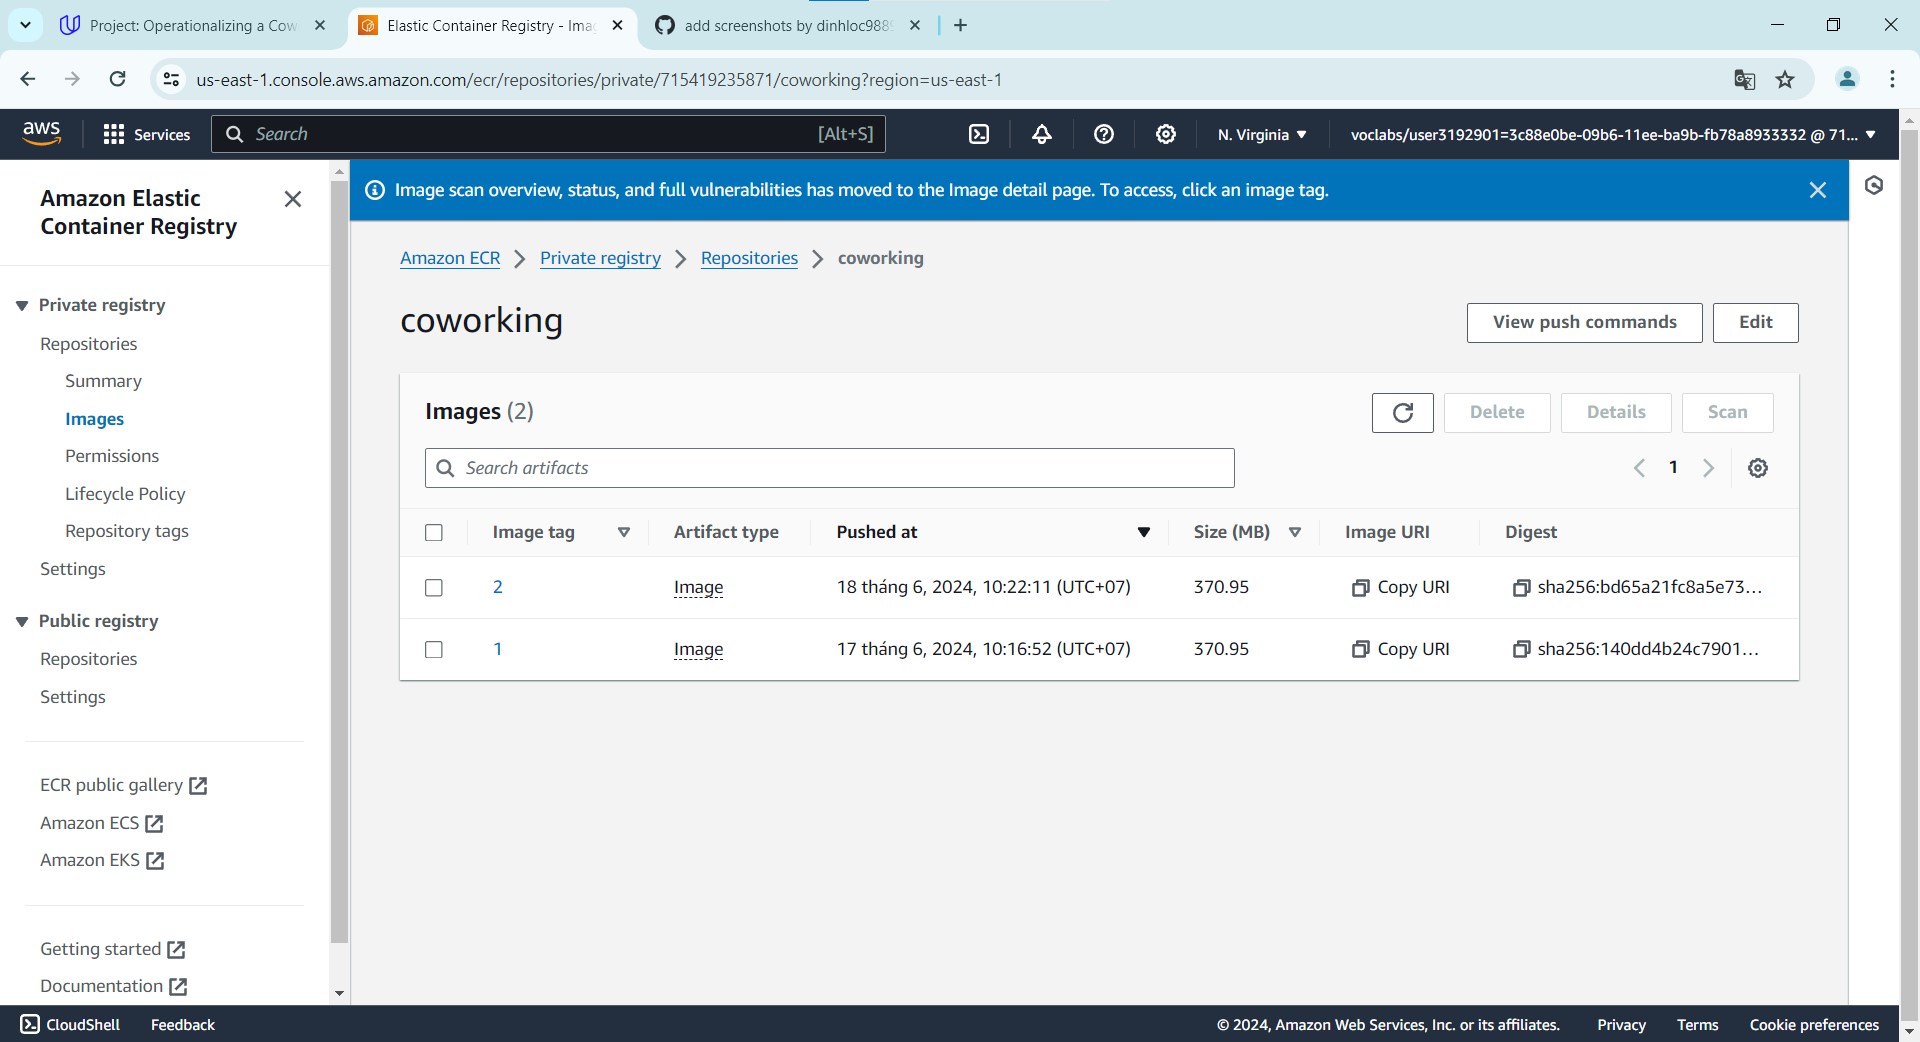 Project: Operationalizing a Cow
Elastic Container Registry - Ima
add screenshots by dinhloc988
us-east-1.console.aws.amazon.com/ecr/repositories/private/715419235871/coworking?region=us-east-1
aws
Services
Search
[Alt+S]
N. Virginia
voclabs/user3192901=3c88e0be-09b6-11ee-ba9b-fb78a8933332 @ 71...
Amazon Elastic
Container Registry
Private registry
Repositories
Summary
Images
Permissions
Lifecycle Policy
Repository tags
Settings
Public registry
Repositories
Settings
ECR public gallery
Amazon ECS
Amazon EKS
Getting started
Documentation
Image scan overview, status, and full vulnerabilities has moved to the Image detail page. To access, click an image tag.
Amazon ECR > Private registry > Repositories > coworking
coworking
View push commands
Edit
Images (2)
Delete
Details
Scan
Search artifacts
1
Image tag Artifact type Pushed at Size (MB) Image URI Digest
2 Image 18 tháng 6, 2024, 10:22:11 (UTC+07) 370.95 Copy URI sha256:bd65a21fc8a5e73...
1 Image 17 tháng 6, 2024, 10:16:52 (UTC+07) 370.95 Copy URI sha256:140dd4b24c7901...
CloudShell
Feedback
© 2024, Amazon Web Services, Inc. or its affiliates.
Privacy
Terms
Cookie preferences